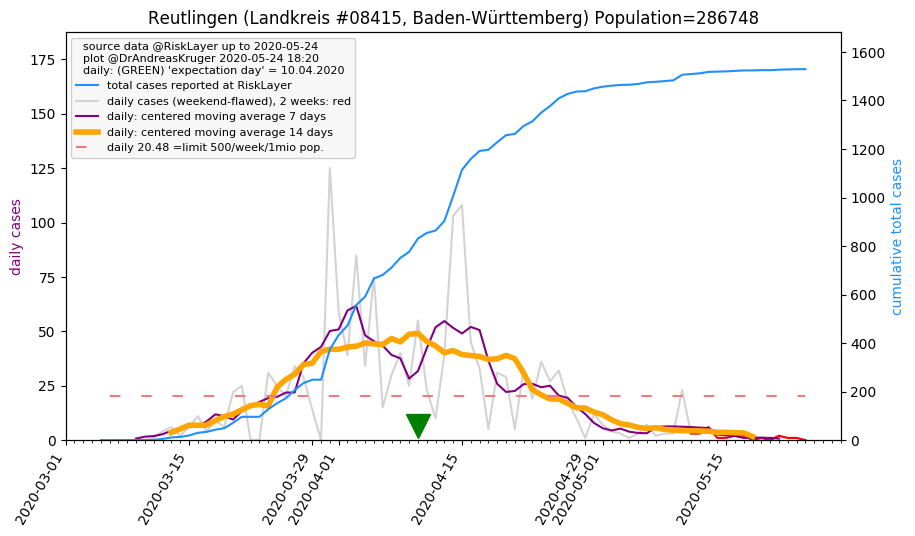 Reutlingen (Landkreis #08415, Baden-Württemberg) Population=286748
source data @RiskLayer up to 2020-05-24
plot @DrAndreasKruger 2020-05-24 18:20
daily: (GREEN) 'expectation day' = 10.04.2020
total cases reported at RiskLayer
daily cases (weekend-flawed), 2 weeks: red
daily: centered moving average 7 days
daily: centered moving average 14 days
daily 20.48 =limit 500/week/1mio pop.
daily cases
175
150
125
100
75
50
25
0
1600
1400
1200
1000
800
600
400
200
0
cumulative total cases
2020-03-01
2020-03-15
2020-03-29
2020-04-01
2020-04-15
2020-04-29
2020-05-01
2020-05-15